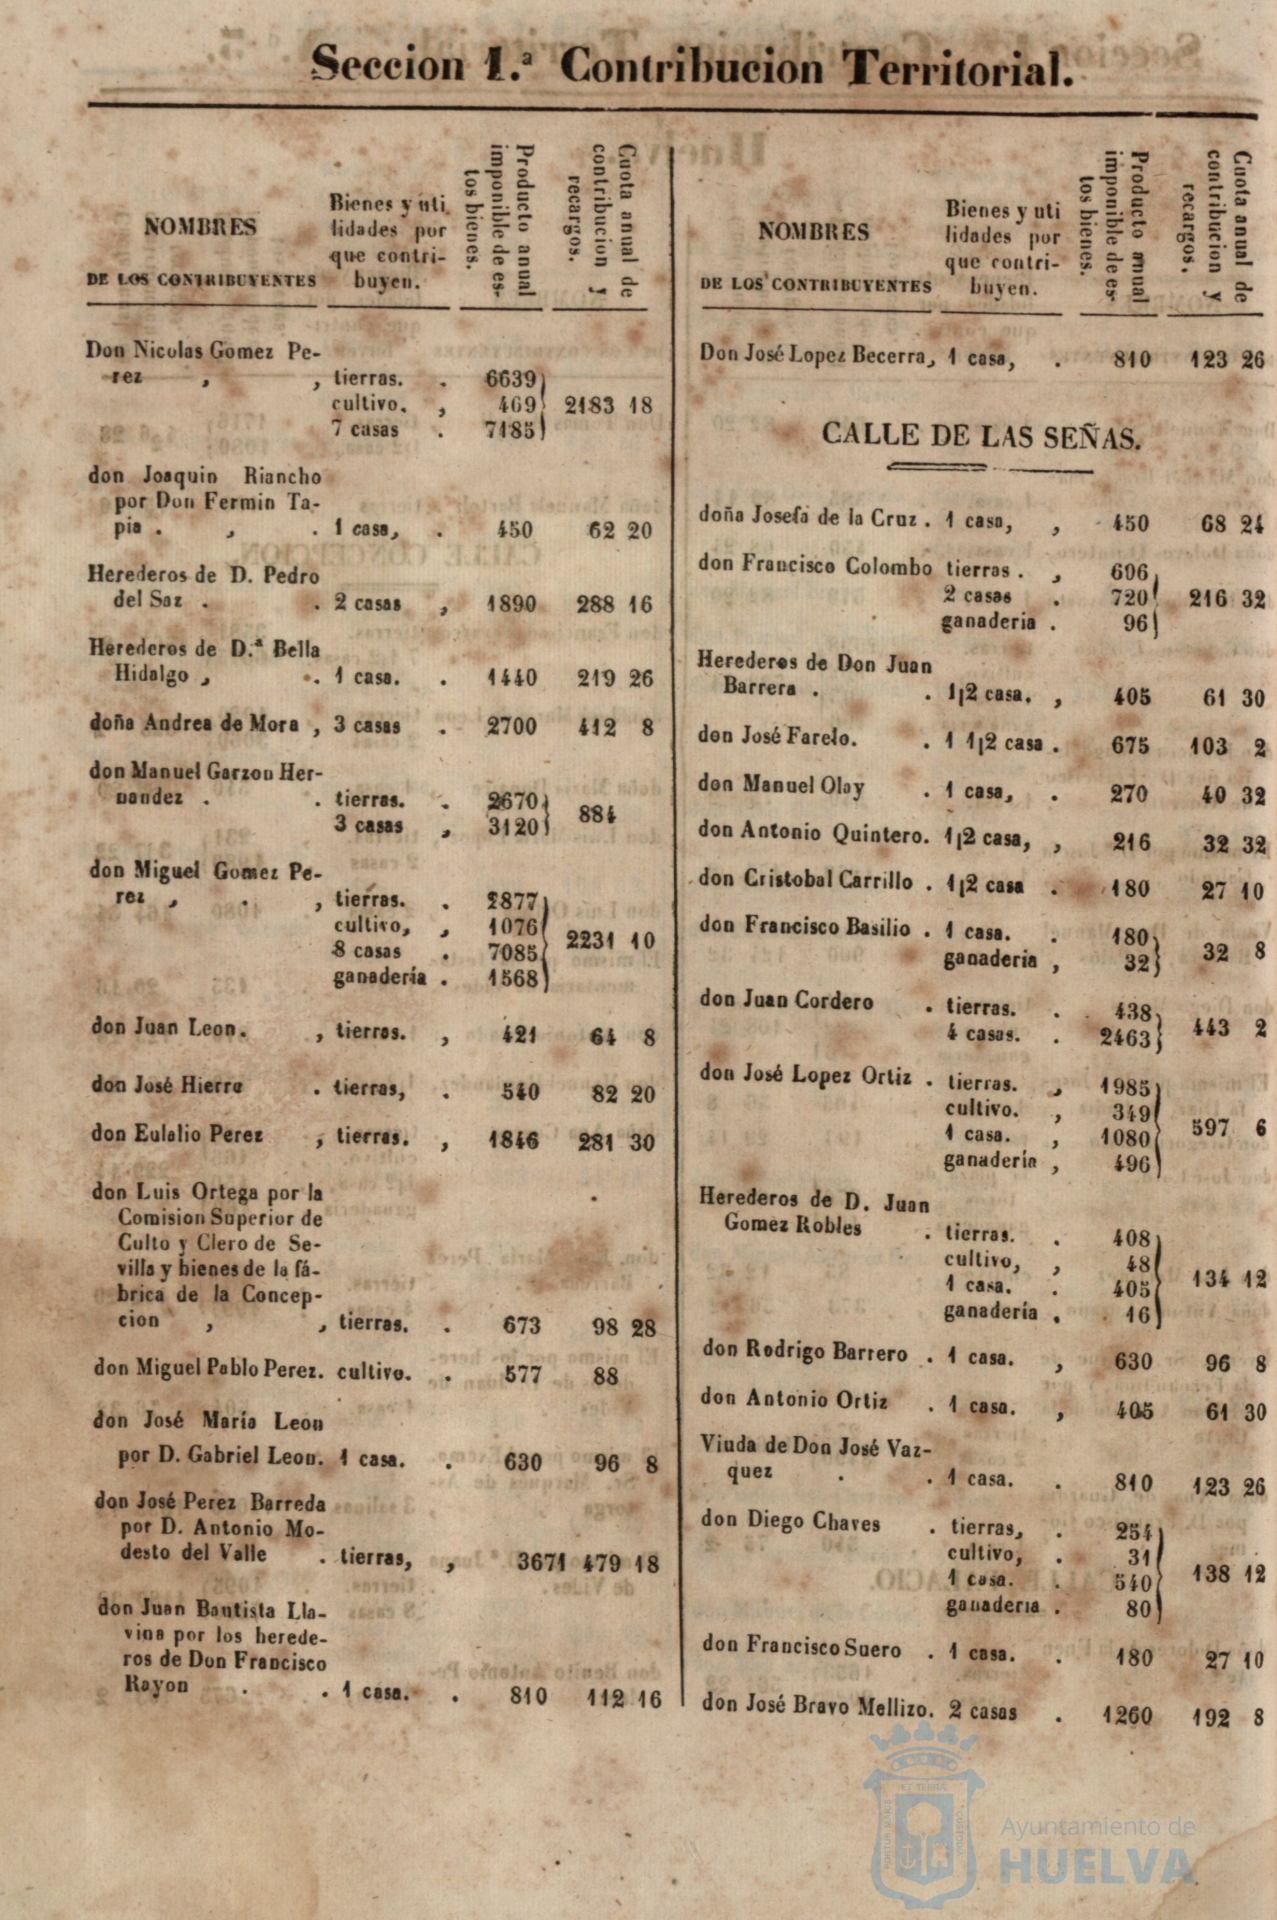 Seccion 1.ª Contribucion Territorial.
NOMBRES
DE LOS CONTRIBUYENTES
Bienes y uti
lidades por
que contri-
buyen.
Producto anual
imponible de es-
tos bienes.
Cuota anual de
contribucion y
recargos.
Don Nicolas Gomez Pe-
rez , , tierras. . 6639
cultivo. , 469 2183 18
7 casas . 7185
don Joaquin Riancho
por Don Fermin Ta-
pia . , . 1 casa, . 450 62 20
Herederos de D. Pedro
del Saz . . 2 casas , 1890 288 16
Herederos de D.ª Bella
Hidalgo , . 1 casa. . 1440 219 26
doña Andrea de Mora , 3 casas . 2700 412 8
don Manuel Garzon Her-
nandez . . tierras. . 2670
3 casas , 3120 884
don Miguel Gomez Pe-
rez , . , tierras. . 2877
cultivo, , 1076
8 casas . 7085 2231 10
ganadería . 1568
don Juan Leon. , tierras. , 421 64 8
don José Hierro . tierras, . 540 82 20
don Eulalio Perez , tierras. , 1846 281 30
don Luis Ortega por la
Comision Superior de
Culto y Clero de Se-
villa y bienes de la fá-
brica de la Concep-
cion , , tierras. . 673 98 28
don Miguel Pablo Perez. cultivo. . 577 88
don José María Leon
por D. Gabriel Leon. 1 casa. . 630 96 8
don José Perez Barreda
por D. Antonio Mo-
desto del Valle . tierras, , 3671 479 18
don Juan Bautista Lla-
vina por los herede-
ros de Don Francisco
Rayon . . 1 casa. . 810 112 16
NOMBRES
DE LOS CONTRIBUYENTES
Bienes y uti
lidades por
que contri-
buyen.
Producto anual
imponible de es-
tos bienes.
Cuota anual de
contribucion y
recargos.
Don José Lopez Becerra, 1 casa, . 810 123 26
CALLE DE LAS SEÑAS.
doña Josefa de la Cruz . 1 casa, , 450 68 24
don Francisco Colombo tierras . , 696
2 casas . 720 216 32
ganaderia . 96
Herederos de Don Juan
Barrera . . 1|2 casa. , 405 61 30
don José Farelo. . 1 1|2 casa . 675 103 2
don Manuel Olay . 1 casa, . 270 40 32
don Antonio Quintero. 1|2 casa, , 216 32 32
don Cristobal Carrillo . 1|2 casa . 180 27 10
don Francisco Basilio . 1 casa. . 180
ganaderia , 32 32 8
don Juan Cordero . tierras. . 438
4 casas. . 2463 443 2
don José Lopez Ortiz . tierras. , 1985
cultivo. , 349
1 casa. , 1080 597 6
ganaderín , 496
Herederos de D. Juan
Gomez Robles . tierras. . 408
cultivo, , 48
1 casa. . 405 134 12
ganadería . 16
don Rodrigo Barrero . 1 casa. , 630 96 8
don Antonio Ortiz . 1 casa. , 405 61 30
Viuda de Don José Vaz-
quez . . 1 casa. . 810 123 26
don Diego Chaves . tierras, . 254
cultivo, . 31
1 casa. . 540 138 12
ganaderia . 80
don Francisco Suero . 1 casa. . 180 27 10
don José Bravo Mellizo. 2 casas . 1260 192 8
Ayuntamiento de
HUELVA